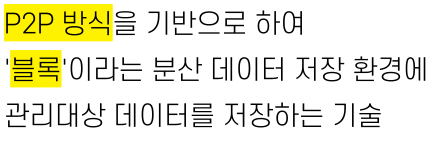 P2P 방식을 기반으로 하여
'블록'이라는 분산 데이터 저장 환경에
관리대상 데이터를 저장하는 기술